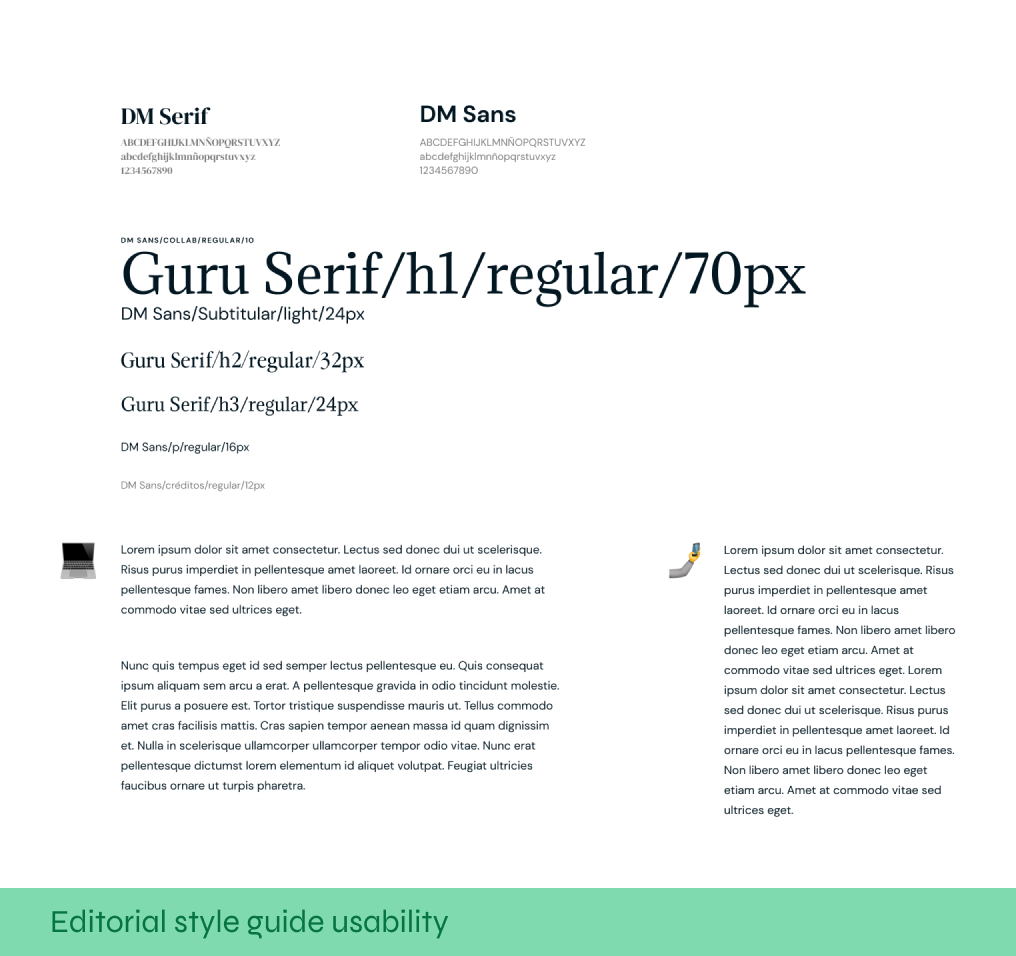 DM Serif
ABCDEFGHIJKLMNÑOPQRSTUVXYZ
abcdefghijklmnñopqrstuvxyz
1234567890
DM Sans
ABCDEFGHIJKLMNÑOPQRSTUVXYZ
abcdefghijklmnñopqrstuvxyz
1234567890
DM SANS/COLLAB/REGULAR/10
Guru Serif/h1/regular/70px
DM Sans/Subtitular/light/24px
Guru Serif/h2/regular/32px
Guru Serif/h3/regular/24px
DM Sans/p/regular/16px
DM Sans/créditos/regular/12px
Lorem ipsum dolor sit amet consectetur. Lectus sed donec dui ut scelerisque.
Risus purus imperdiet in pellentesque amet laoreet. Id ornare orci eu in lacus
pellentesque fames. Non libero amet libero donec leo eget etiam arcu. Amet at
commodo vitae sed ultrices eget.
Nunc quis tempus eget id sed semper lectus pellentesque eu. Quis consequat
ipsum aliquam sem arcu a erat. A pellentesque gravida in odio tincidunt molestie.
Elit purus a posuere est. Tortor tristique suspendisse mauris ut. Tellus commodo
amet cras facilisis mattis. Cras sapien tempor aenean massa id quam dignissim
et. Nulla in scelerisque ullamcorper ullamcorper tempor odio vitae. Nunc erat
pellentesque dictumst lorem elementum id aliquet volutpat. Feugiat ultricies
faucibus ornare ut turpis pharetra.
Lorem ipsum dolor sit amet consectetur.
Lectus sed donec dui ut scelerisque. Risus
purus imperdiet in pellentesque amet
laoreet. Id ornare orci eu in lacus
pellentesque fames. Non libero amet libero
donec leo eget etiam arcu. Amet at
commodo vitae sed ultrices eget. Lorem
ipsum dolor sit amet consectetur. Lectus
sed donec dui ut scelerisque. Risus purus
imperdiet in pellentesque amet laoreet. Id
ornare orci eu in lacus pellentesque fames.
Non libero amet libero donec leo eget
etiam arcu. Amet at commodo vitae sed
ultrices eget.
Editorial style guide usability